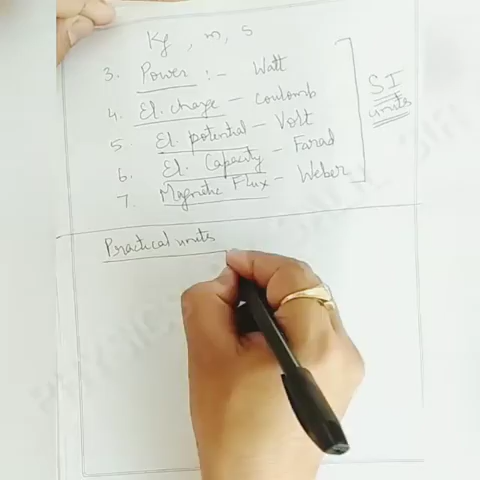 Kg, m, s
3. Power :- Watt
4. El. charge - Coulomb
5. El. potential - Volt
6. El. Capacity - Farad
7. Magnetic Flux - Weber
SI
units
Practical units